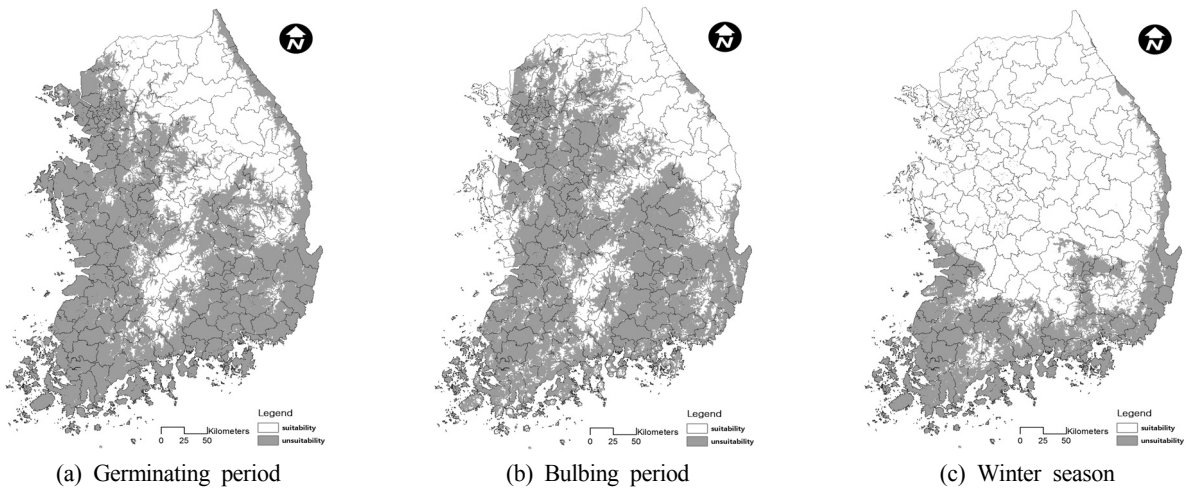 N
Legend
suitability
unsuitability
Kilometers
0 25 50
(a) Germinating period
N
Legend
suitability
unsuitability
Kilometers
0 25 50
(b) Bulbing period
N
Legend
suitability
unsuitability
Kilometers
0 25 50
(c) Winter season